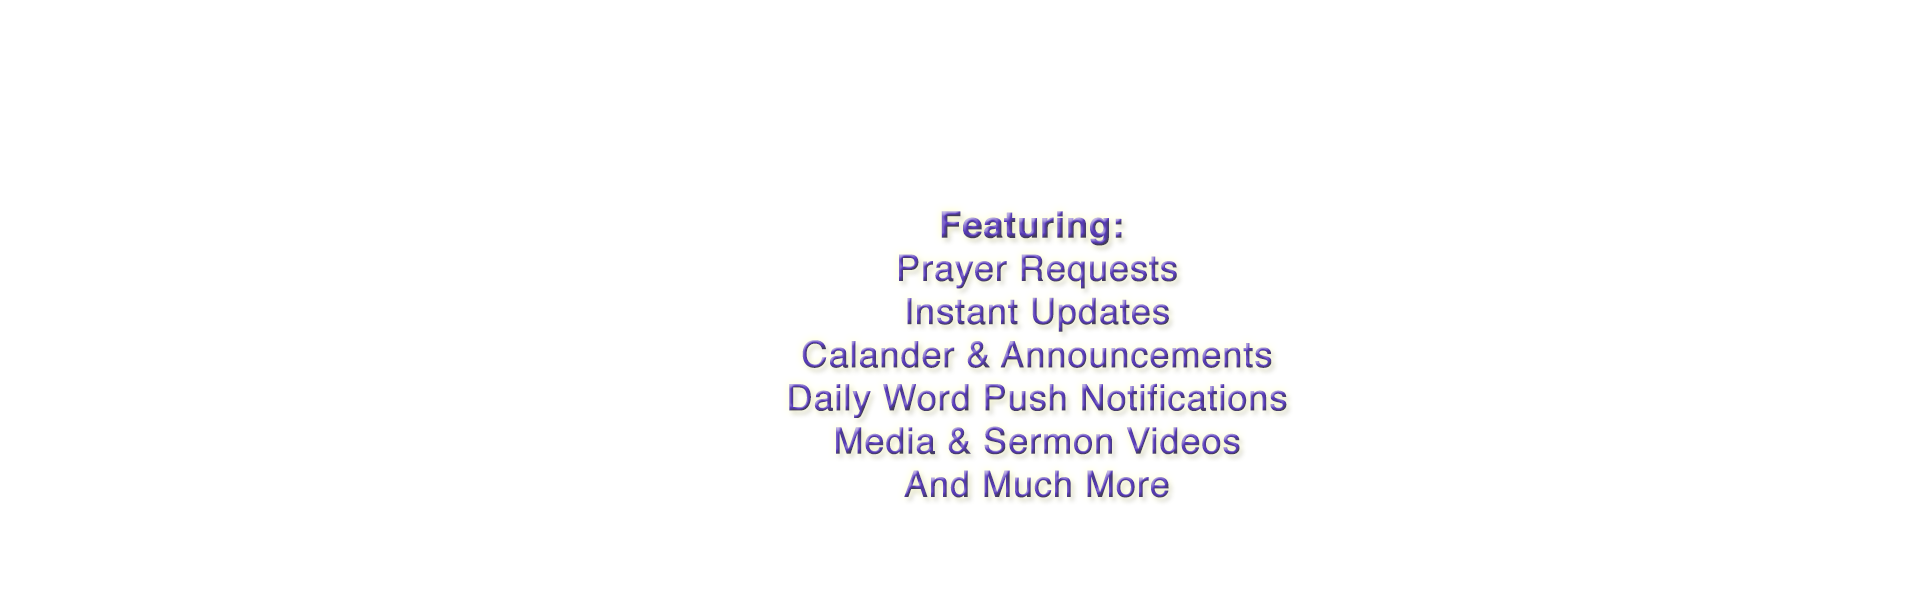 Featuring:
Prayer Requests
Instant Updates
Calander & Announcements
Daily Word Push Notifications
Media & Sermon Videos
And Much More